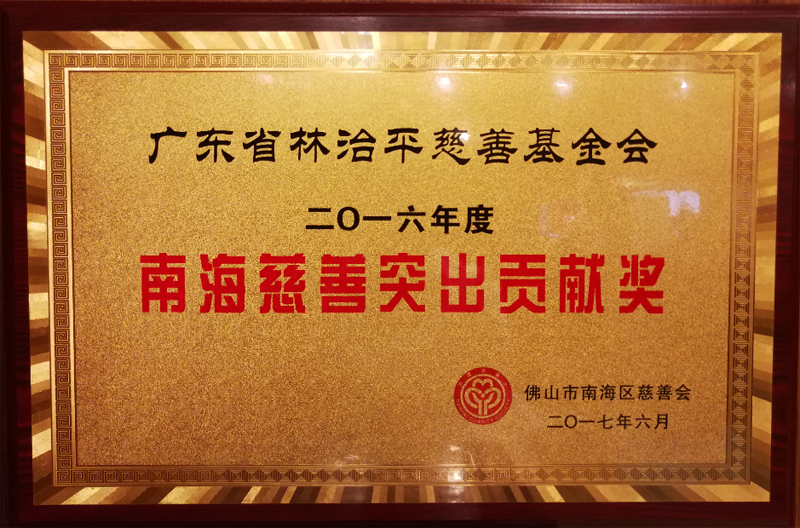 广东省林治平慈善基金会
二〇一六年度
南海慈善突出贡献奖
佛山市南海区慈善会
二〇一七年六月